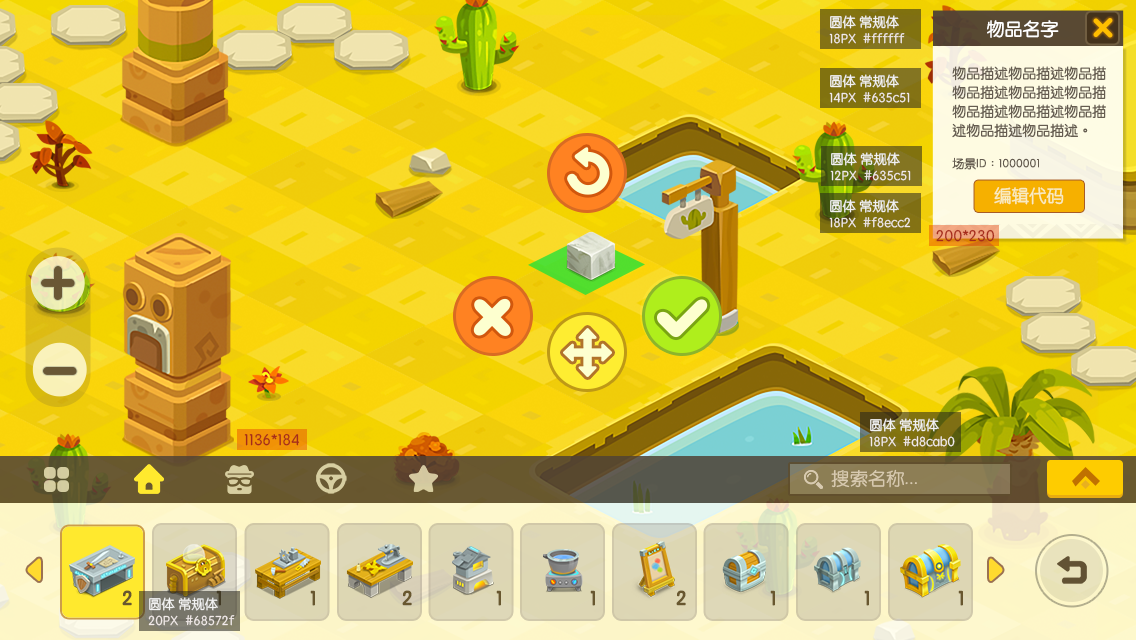 圆体 常规体
18PX #ffffff
物品名字
圆体 常规体
14PX #635c51
物品描述物品描述物品描
物品描述物品描述物品描
述物品描述物品描述物品描
述物品描述物品描述。
圆体 常规体
12PX #635c51
场景ID：1000001
编辑代码
圆体 常规体
18PX #f8ecc2
200*230
1136*184
圆体 常规体
18PX #d8cab0
搜索名称...
2
1
1
2
1
1
2
1
1
1
圆体 常规体
20PX #68572f